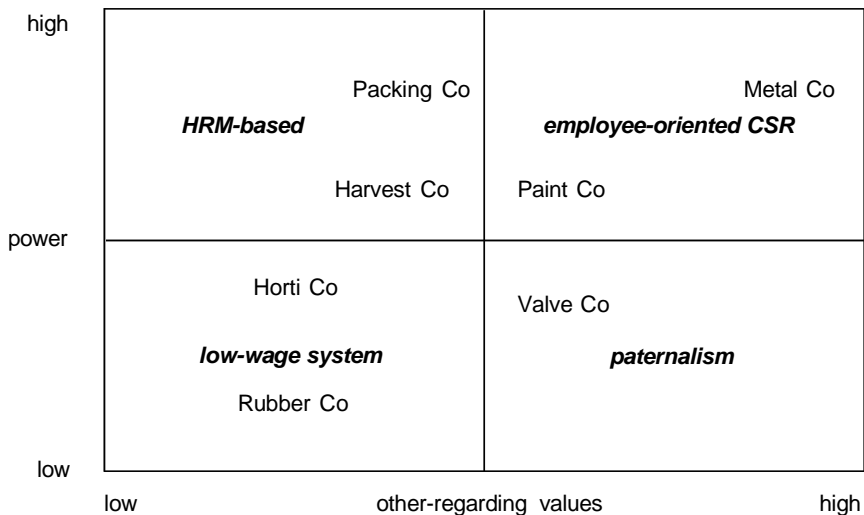 high
Packing Co
Metal Co
HRM-based
employee-oriented CSR
Harvest Co
Paint Co
power
Horti Co
Valve Co
low-wage system
paternalism
Rubber Co
low
low
other-regarding values
high